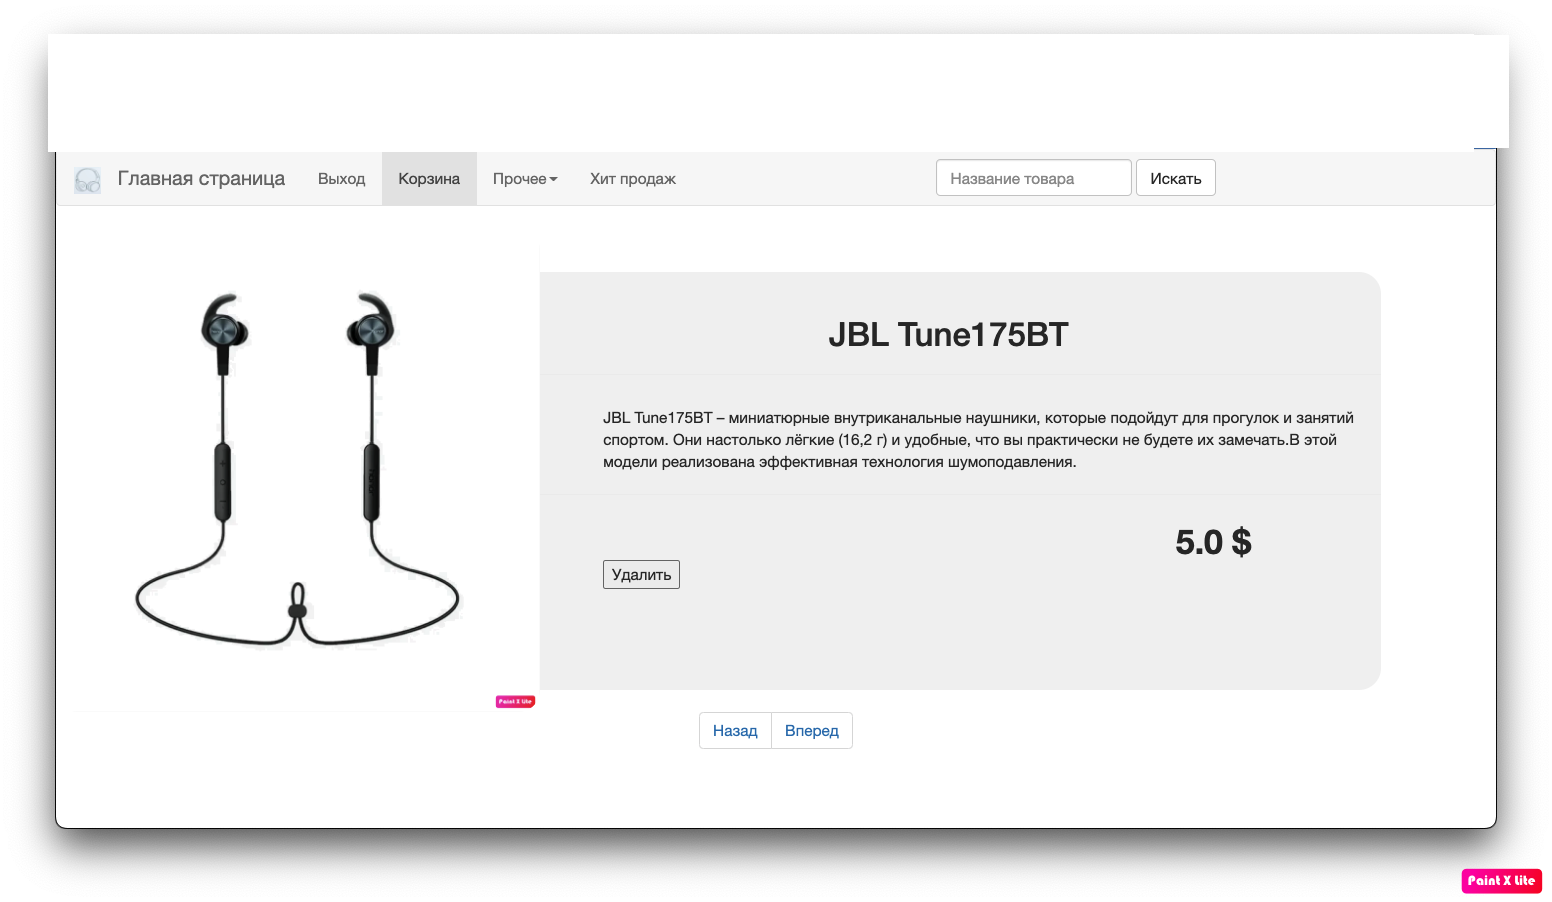 Главная страница Выход Корзина Прочее Хит продаж Название товара Искать
JBL Tune175BT
JBL Tune175BT – миниатюрные внутриканальные наушники, которые подойдут для прогулок и занятий
спортом. Они настолько лёгкие (16,2 г) и удобные, что вы практически не будете их замечать.В этой
модели реализована эффективная технология шумоподавления.
5.0 $
Удалить
Paint X Lite
Назад Вперед
Paint X Lite